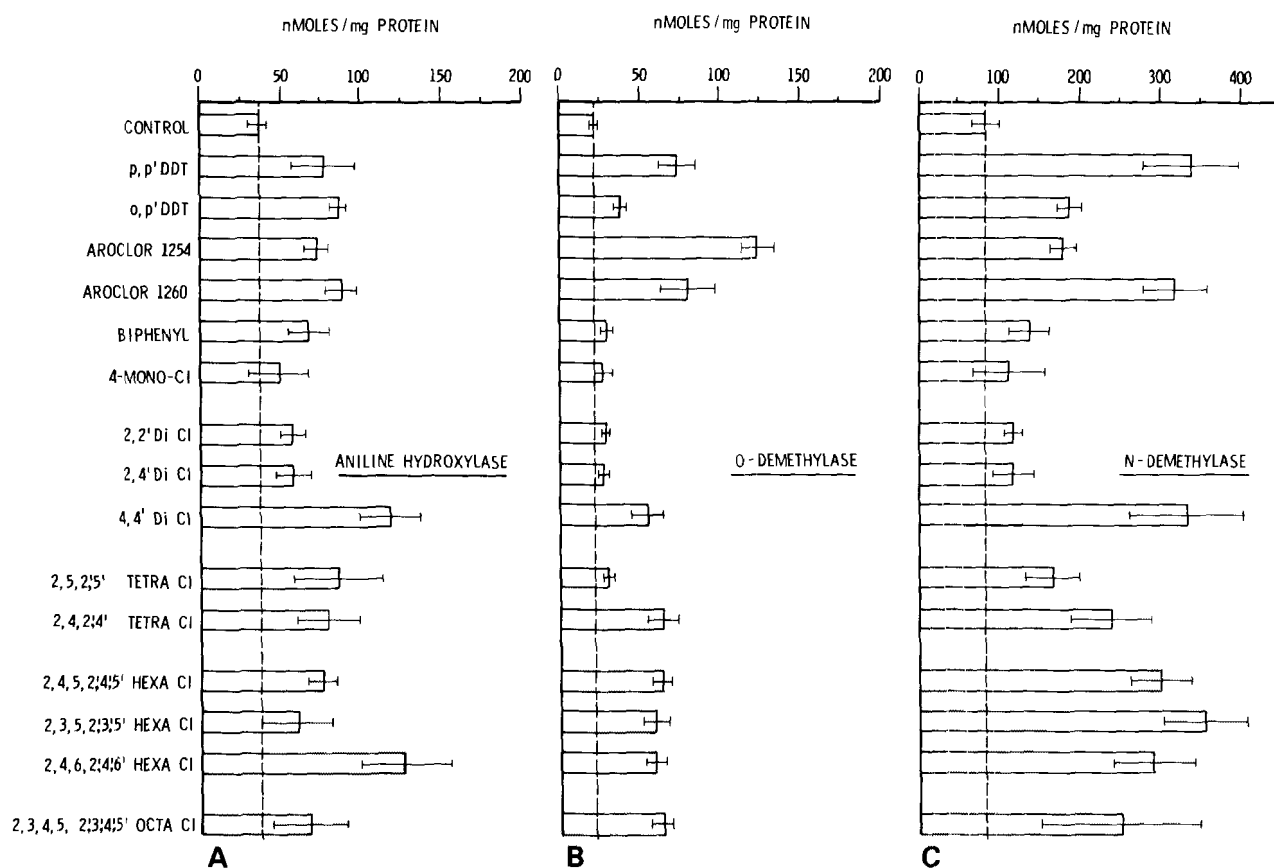 nMOLES/mg PROTEIN
nMOLES/mg PROTEIN
nMOLES/mg PROTEIN
0 50 100 150 200
0 50 100 150 200
0 100 200 300 400
CONTROL
p,p' DDT
o,p' DDT
AROCLOR 1254
AROCLOR 1260
BIPHENYL
4-MONO-Cl
2,2' Di Cl
2,4' Di Cl
ANILINE HYDROXYLASE
O-DEMETHYLASE
N-DEMETHYLASE
4,4' Di Cl
2,5,2',5' TETRA Cl
2,4,2',4' TETRA Cl
2,4,5,2',4',5' HEXA Cl
2,3,5,2',3',5' HEXA Cl
2,4,6,2',4',6' HEXA Cl
2,3,4,5, 2',3',4',5' OCTA Cl
A
B
C